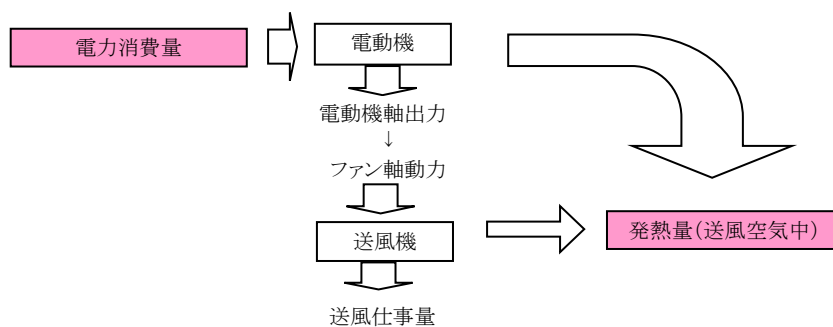 電力消費量
電動機
電動機軸出力
↓
ファン軸動力
送風機
発熱量(送風空気中)
送風仕事量